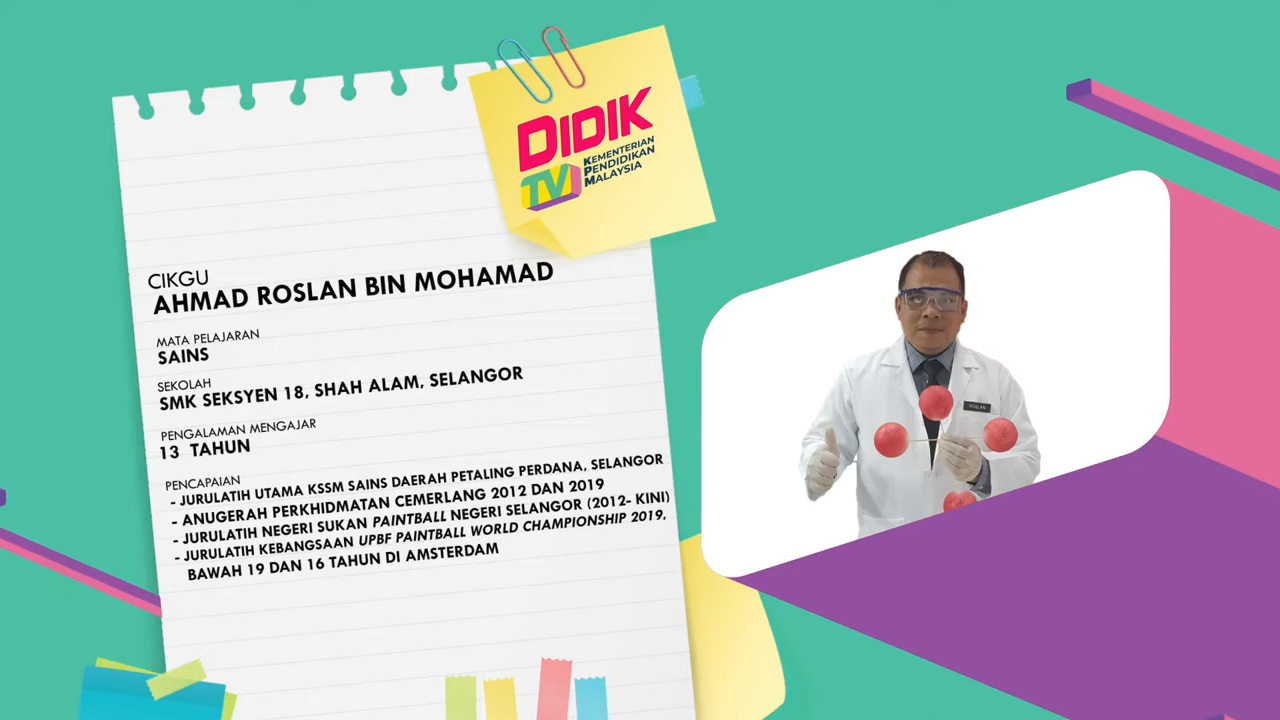 DIDIK
TV
KEMENTERIAN
PENDIDIKAN
MALAYSIA
CIKGU
AHMAD ROSLAN BIN MOHAMAD
MATA PELAJARAN
SAINS
SEKOLAH
SMK SEKSYEN 18, SHAH ALAM, SELANGOR
PENGALAMAN MENGAJAR
13 TAHUN
PENCAPAIAN
- JURULATIH UTAMA KSSM SAINS DAERAH PETALING PERDANA, SELANGOR
- ANUGERAH PERKHIDMATAN CEMERLANG 2012 DAN 2019
- JURULATIH NEGERI SUKAN PAINTBALL NEGERI SELANGOR (2012- KINI)
- JURULATIH KEBANGSAAN UPBF PAINTBALL WORLD CHAMPIONSHIP 2019,
BAWAH 19 DAN 16 TAHUN DI AMSTERDAM
ROSLAN